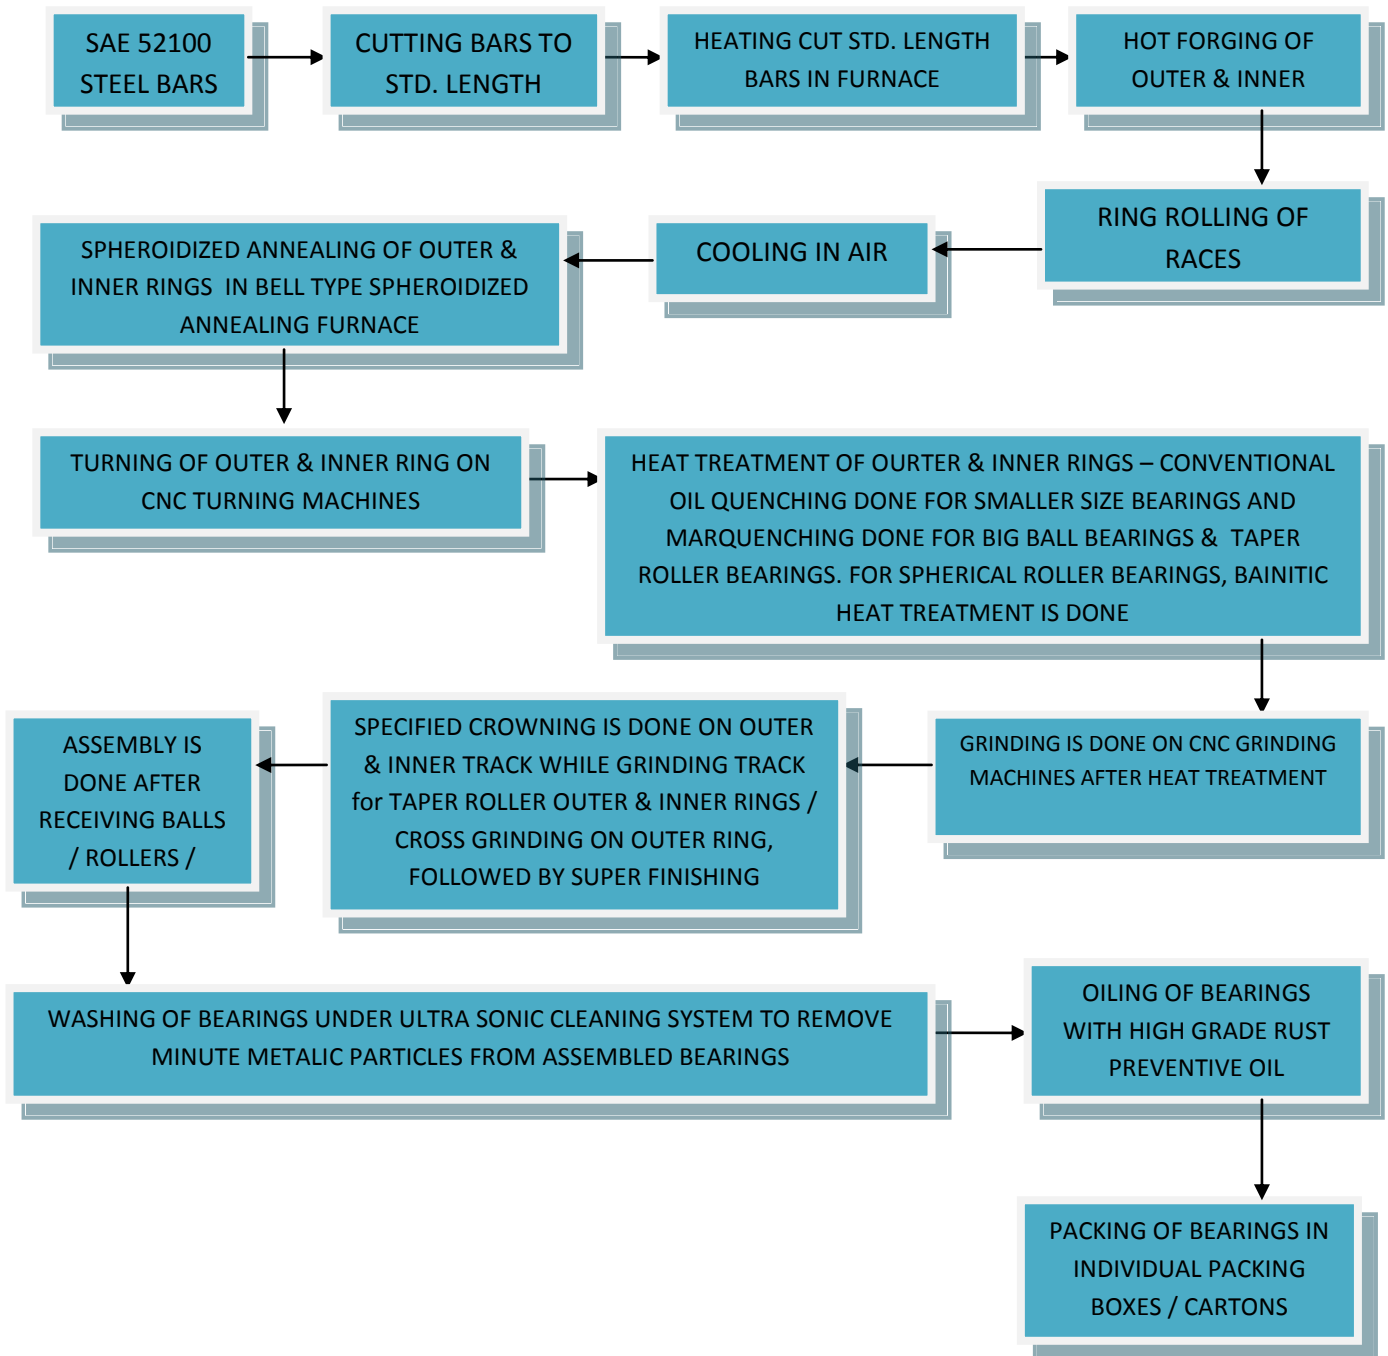 SAE 52100
STEEL BARS
CUTTING BARS TO
STD. LENGTH
HEATING CUT STD. LENGTH
BARS IN FURNACE
HOT FORGING OF
OUTER & INNER
RING ROLLING OF
RACES
COOLING IN AIR
SPHEROIDIZED ANNEALING OF OUTER &
INNER RINGS IN BELL TYPE SPHEROIDIZED
ANNEALING FURNACE
TURNING OF OUTER & INNER RING ON
CNC TURNING MACHINES
HEAT TREATMENT OF OURTER & INNER RINGS – CONVENTIONAL
OIL QUENCHING DONE FOR SMALLER SIZE BEARINGS AND
MARQUENCHING DONE FOR BIG BALL BEARINGS & TAPER
ROLLER BEARINGS. FOR SPHERICAL ROLLER BEARINGS, BAINITIC
HEAT TREATMENT IS DONE
GRINDING IS DONE ON CNC GRINDING
MACHINES AFTER HEAT TREATMENT
SPECIFIED CROWNING IS DONE ON OUTER
& INNER TRACK WHILE GRINDING TRACK
for TAPER ROLLER OUTER & INNER RINGS /
CROSS GRINDING ON OUTER RING,
FOLLOWED BY SUPER FINISHING
ASSEMBLY IS
DONE AFTER
RECEIVING BALLS
/ ROLLERS /
WASHING OF BEARINGS UNDER ULTRA SONIC CLEANING SYSTEM TO REMOVE
MINUTE METALIC PARTICLES FROM ASSEMBLED BEARINGS
OILING OF BEARINGS
WITH HIGH GRADE RUST
PREVENTIVE OIL
PACKING OF BEARINGS IN
INDIVIDUAL PACKING
BOXES / CARTONS